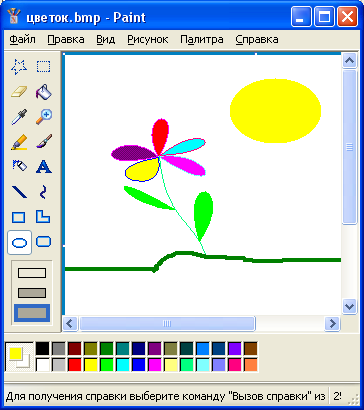 цветок.bmp - Paint
Файл Правка Вид Рисунок Палитра Справка
A
Для получения справки выберите команду "Вызов справки" из